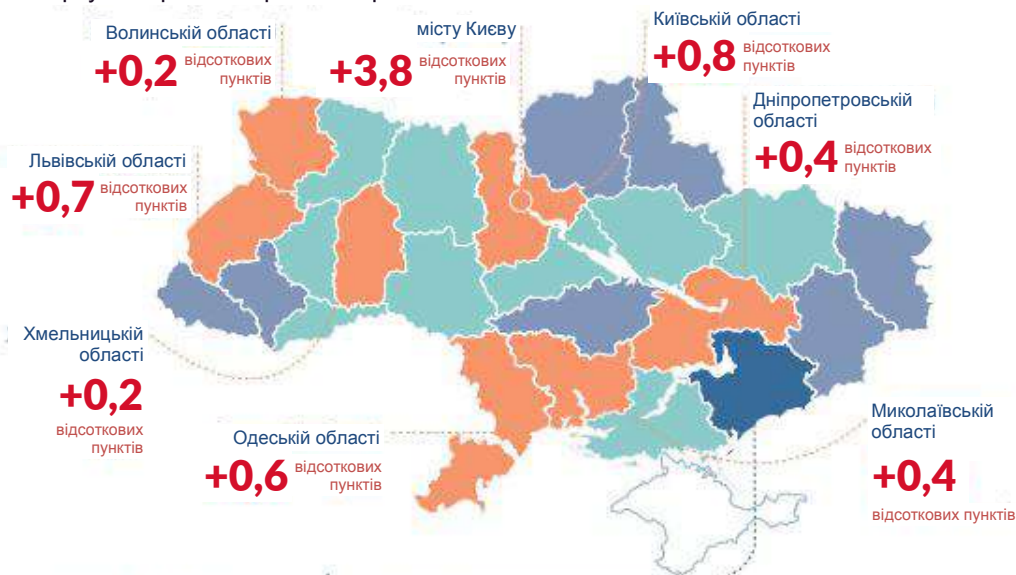 Волинській області
+0,2 відсоткових
пунктів
місту Києву
+3,8 відсоткових
пунктів
Київській області
+0,8 відсоткових
пунктів
Дніпропетровській
області
+0,4 відсоткових
пунктів
Львівській області
+0,7 відсоткових
пунктів
Хмельницькій
області
+0,2
відсоткових
пунктів
Одеській області
+0,6 відсоткових
пунктів
Миколаївській
області
+0,4
відсоткових пунктів